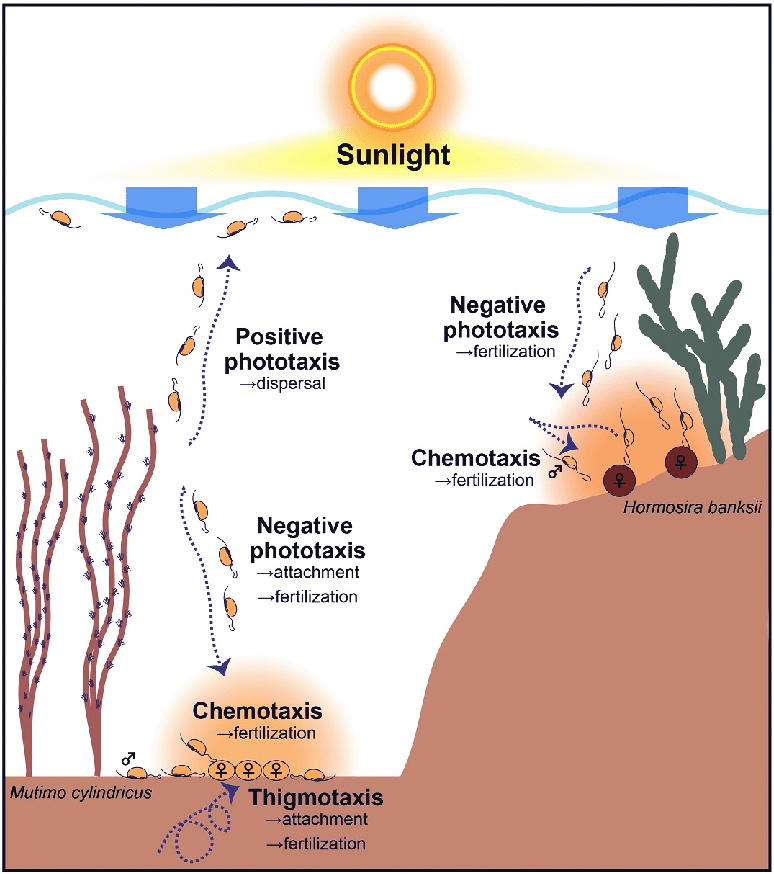 Sunlight
Positive
phototaxis
→dispersal
Negative
phototaxis
→fertilization
Chemotaxis
→fertilization
♂
♀
♀
Hormosira banksii
Negative
phototaxis
→attachment
→fertilization
Chemotaxis
→fertilization
♂
♀ ♀ ♀
Mutimo cylindricus
Thigmotaxis
→attachment
→fertilization